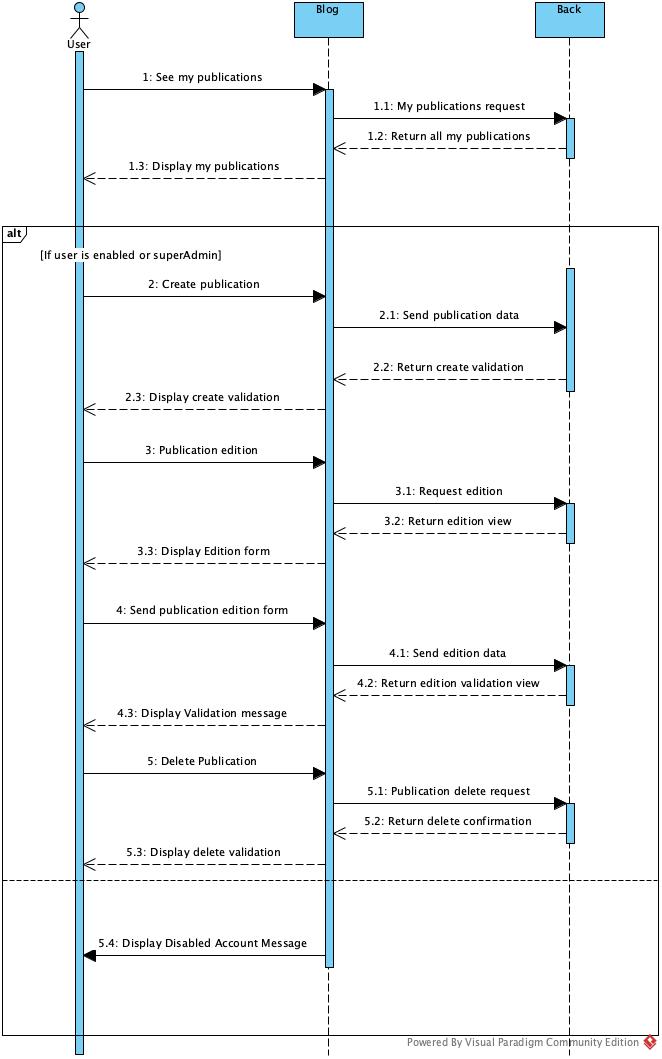 Blog
Back
User
1: See my publications
1.1: My publications request
1.2: Return all my publications
1.3: Display my publications
alt
[If user is enabled or superAdmin]
2: Create publication
2.1: Send publication data
2.2: Return create validation
2.3: Display create validation
3: Publication edition
3.1: Request edition
3.2: Return edition view
3.3: Display Edition form
4: Send publication edition form
4.1: Send edition data
4.2: Return edition validation view
4.3: Display Validation message
5: Delete Publication
5.1: Publication delete request
5.2: Return delete confirmation
5.3: Display delete validation
5.4: Display Disabled Account Message
Powered By Visual Paradigm Community Edition